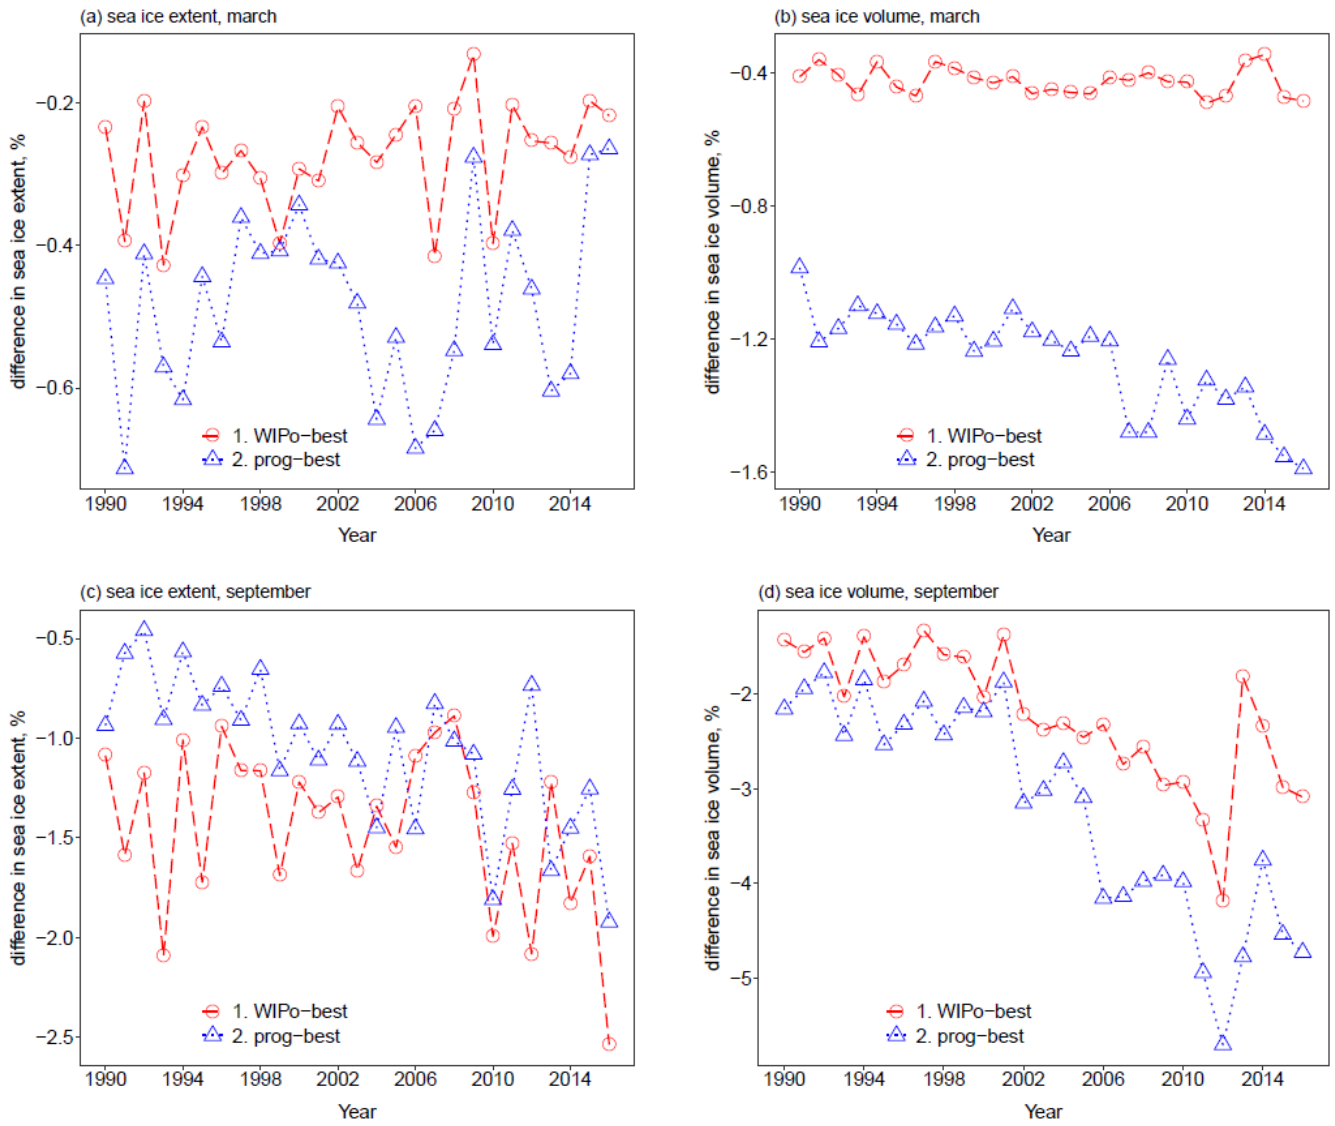 (a) sea ice extent, march
difference in sea ice extent, %
−0.2
−0.4
−0.6
1. WIPo−best
2. prog−best
1990 1994 1998 2002 2006 2010 2014
Year
(b) sea ice volume, march
difference in sea ice volume, %
−0.4
−0.8
−1.2
−1.6
1. WIPo−best
2. prog−best
1990 1994 1998 2002 2006 2010 2014
Year
(c) sea ice extent, september
difference in sea ice extent, %
−0.5
−1.0
−1.5
−2.0
−2.5
1. WIPo−best
2. prog−best
1990 1994 1998 2002 2006 2010 2014
Year
(d) sea ice volume, september
difference in sea ice volume, %
−2
−3
−4
−5
1. WIPo−best
2. prog−best
1990 1994 1998 2002 2006 2010 2014
Year